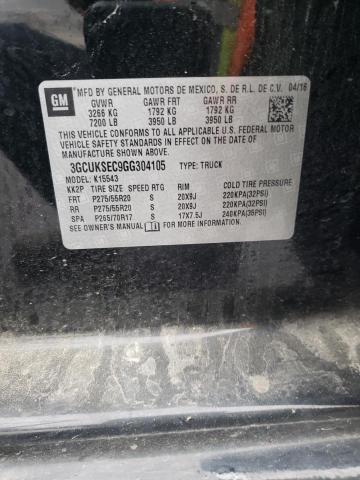 GM
MFD BY GENERAL MOTORS DE MEXICO, S. DE R.L. DE C.V. 04/16
GVWR GAWR FRT GAWR RR
3266 KG 1792 KG 1792 KG
7200 LB 3950 LB 3950 LB
THIS VEHICLE CONFORMS TO ALL APPLICABLE U.S. FEDERAL MOTOR
VEHICLE SAFETY STANDARDS IN EFFECT ON THE DATE OF
MANUFACTURE SHOWN ABOVE.
3GCUKSEC9GG304105 TYPE: TRUCK
MODEL: K15543
KK2P TIRE SIZE SPEED RTG RIM COLD TIRE PRESSURE
FRT P275/55R20 S 20X9J 220KPA(32PSI)
RR P275/55R20 S 20X9J 220KPA(32PSI)
SPA P265/70R17 S 17X7.5J 240KPA(35PSI)
SEE OWNER'S MANUAL FOR MORE INFORMATION.